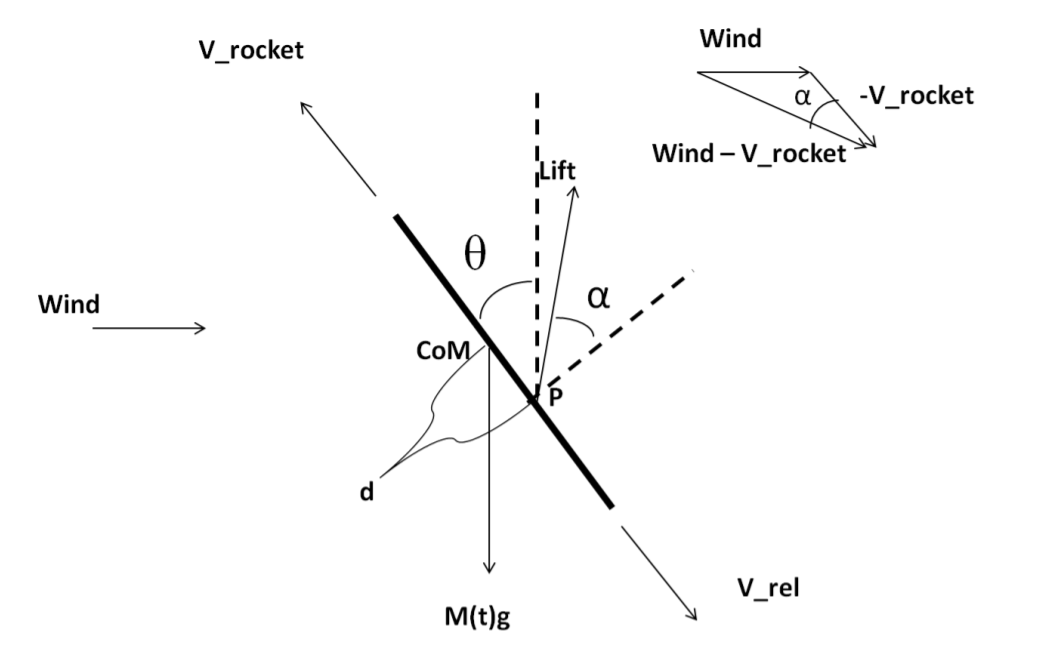 Wind
V_rocket
α
-V_rocket
Wind – V_rocket
Lift
θ
α
Wind
CoM
P
d
V_rel
M(t)g